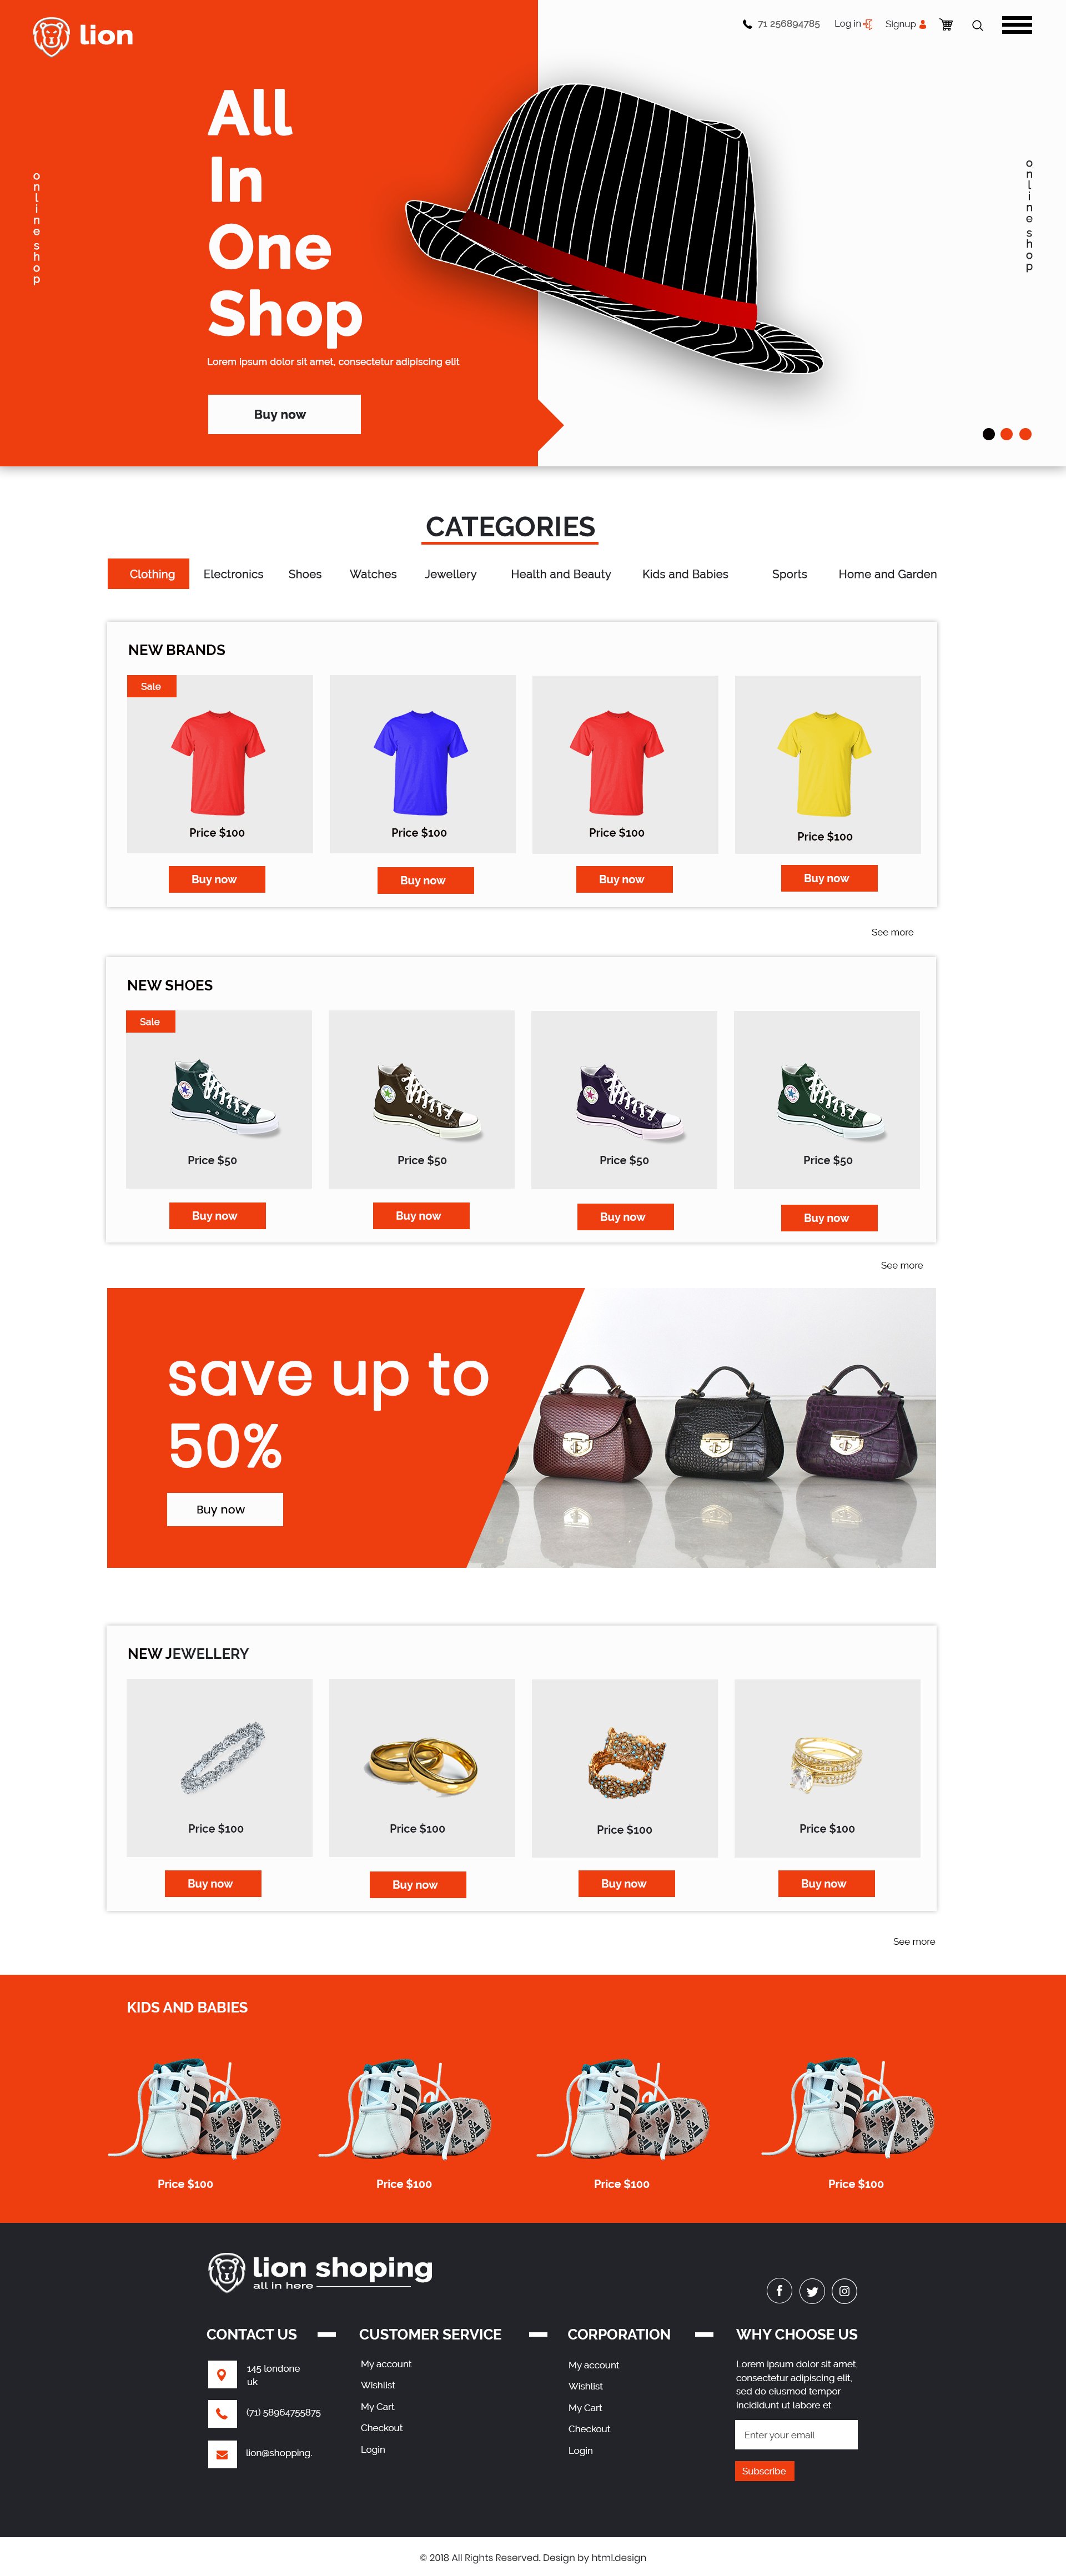 lion
71 256894785 Log in Signup
All
In
One
Shop
online shop
online shop
Lorem ipsum dolor sit amet, consectetur adipiscing elit
Buy now
CATEGORIES
Clothing Electronics Shoes Watches Jewellery Health and Beauty Kids and Babies Sports Home and Garden
NEW BRANDS
Sale
Price $100 Price $100 Price $100 Price $100
Buy now Buy now Buy now Buy now
See more
NEW SHOES
Sale
Price $50 Price $50 Price $50 Price $50
Buy now Buy now Buy now Buy now
See more
save up to
50%
Buy now
NEW JEWELLERY
Price $100 Price $100 Price $100 Price $100
Buy now Buy now Buy now Buy now
See more
KIDS AND BABIES
Price $100 Price $100 Price $100 Price $100
lion shoping
all in here
CONTACT US
145 londone
uk
(71) 58964755875
lion@shopping.
CUSTOMER SERVICE
My account
Wishlist
My Cart
Checkout
Login
CORPORATION
My account
Wishlist
My Cart
Checkout
Login
WHY CHOOSE US
Lorem ipsum dolor sit amet,
consectetur adipiscing elit,
sed do eiusmod tempor
incididunt ut labore et
Enter your email
Subscribe
© 2018 All Rights Reserved. Design by html.design